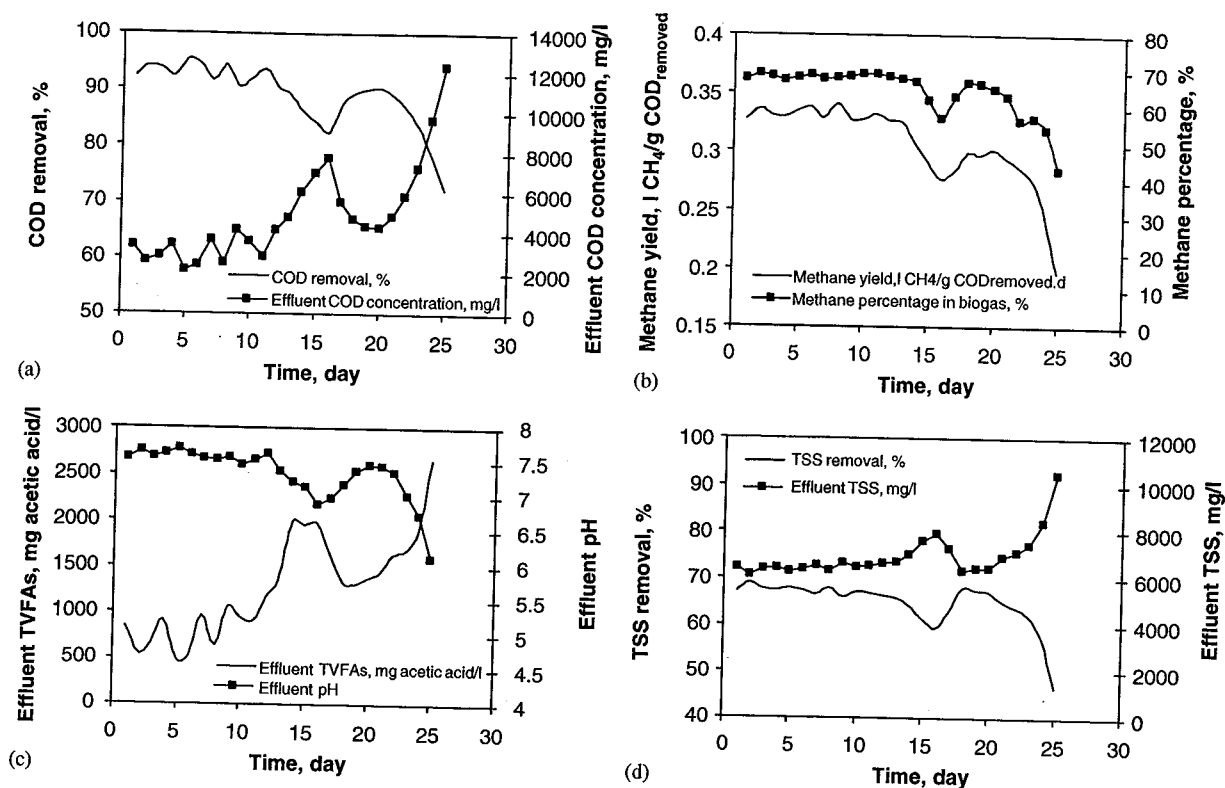 (a)
COD removal, %
100
90
80
70
60
50
14000
12000
10000
8000
6000
4000
2000
0
Effluent COD concentration, mg/l
COD removal, %
Effluent COD concentration, mg/l
0 5 10 15 20 25 30
Time, day
(b)
Methane yield, l CH4/g CODremoved
0.4
0.35
0.3
0.25
0.2
0.15
80
70
60
50
40
30
20
10
0
Methane percentage, %
Methane yield,l CH4/g CODremoved.d
Methane percentage in biogas, %
0 5 10 15 20 25 30
Time, day
(c)
Effluent TVFAs, mg acetic acid/l
3000
2500
2000
1500
1000
500
0
8
7.5
7
6.5
6
5.5
5
4.5
4
Effluent pH
Effluent TVFAs, mg acetic acid/l
Effluent pH
0 5 10 15 20 25 30
Time, day
(d)
TSS removal, %
100
90
80
70
60
50
40
12000
10000
8000
6000
4000
2000
0
Effluent TSS, mg/l
TSS removal, %
Effluent TSS, mg/l
0 5 10 15 20 25 30
Time, day